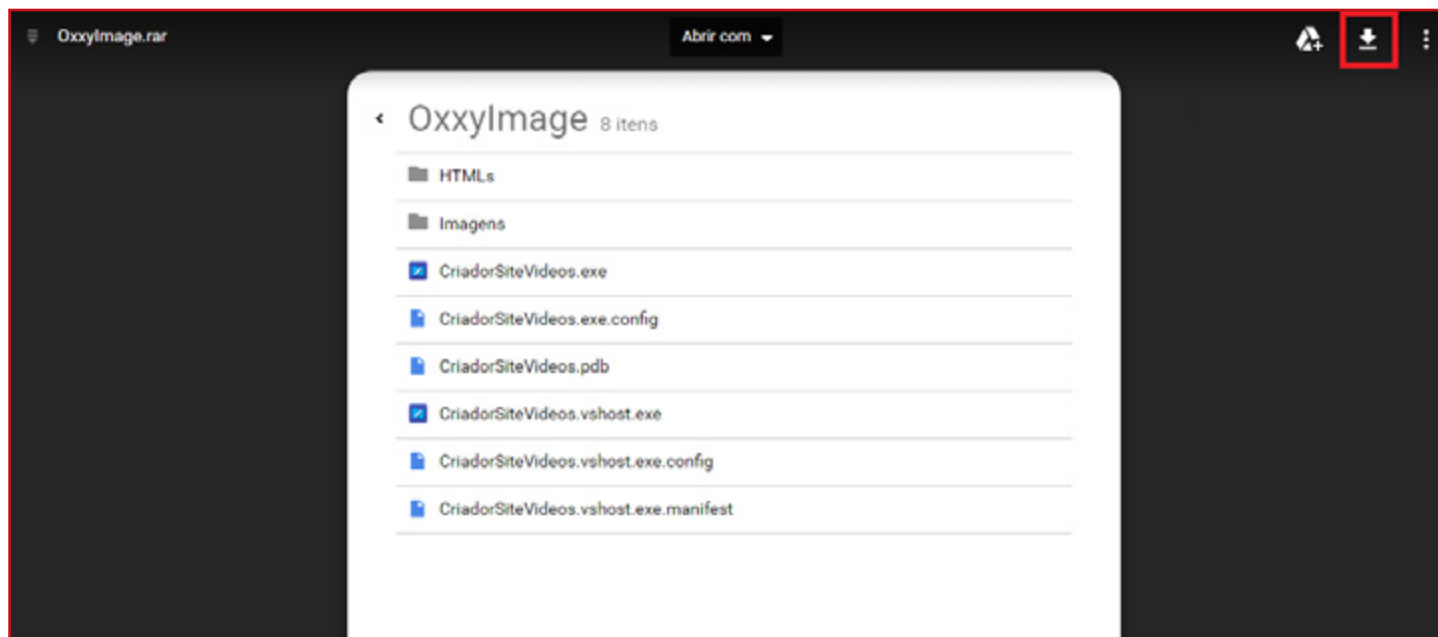 OxxyImage.rar
Abrir com
OxxyImage 8 itens
HTMLs
Imagens
CriadorSiteVideos.exe
CriadorSiteVideos.exe.config
CriadorSiteVideos.pdb
CriadorSiteVideos.vshost.exe
CriadorSiteVideos.vshost.exe.config
CriadorSiteVideos.vshost.exe.manifest